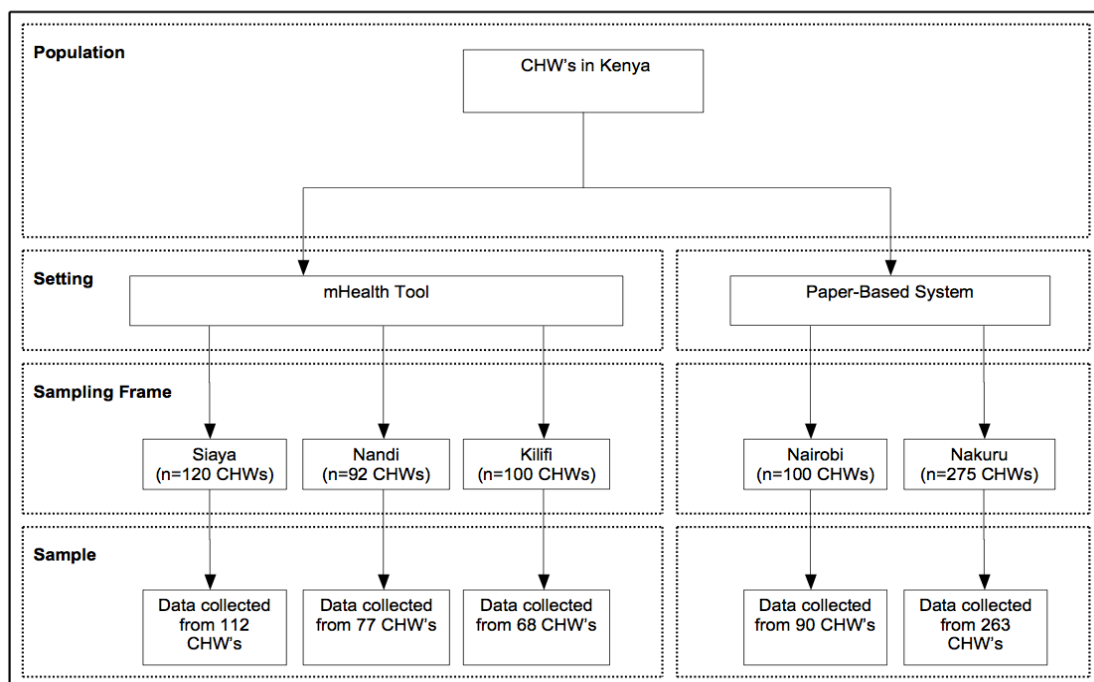 Population
CHW's in Kenya
Setting
mHealth Tool
Paper-Based System
Sampling Frame
Siaya
(n=120 CHWs)
Nandi
(n=92 CHWs)
Kilifi
(n=100 CHWs)
Nairobi
(n=100 CHWs)
Nakuru
(n=275 CHWs)
Sample
Data collected
from 112
CHW's
Data collected
from 77 CHW's
Data collected
from 68 CHW's
Data collected
from 90 CHW's
Data collected
from 263
CHW's